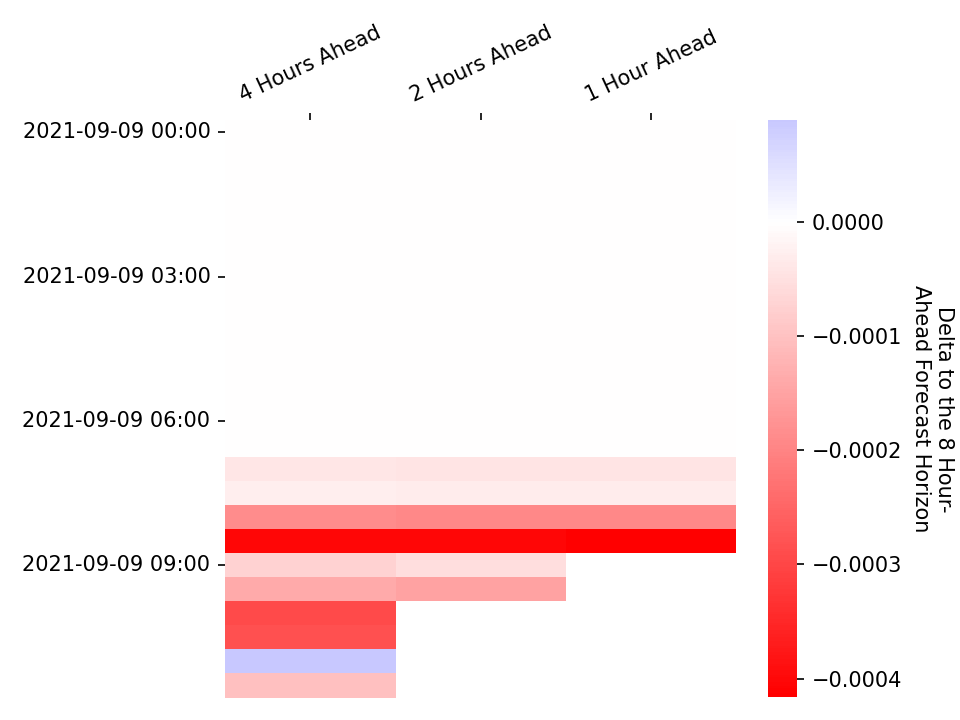 4 Hours Ahead
2 Hours Ahead
1 Hour Ahead
2021-09-09 00:00
2021-09-09 03:00
2021-09-09 06:00
2021-09-09 09:00
0.0000
−0.0001
−0.0002
−0.0003
−0.0004
Delta to the 8 Hour-
Ahead Forecast Horizon